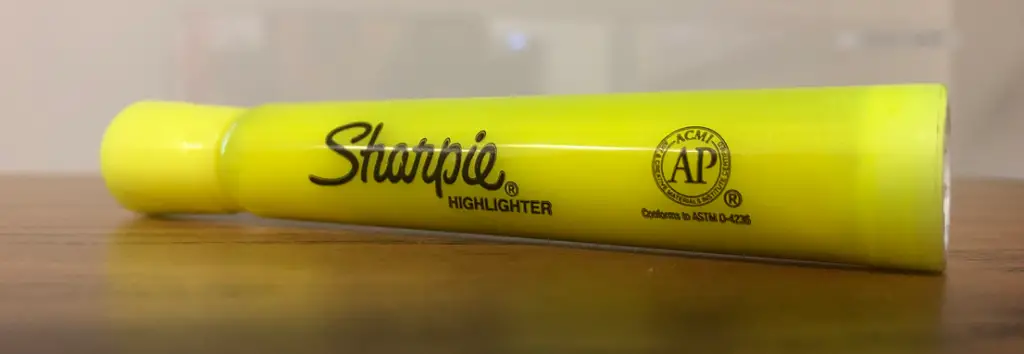 Sharpie®
HIGHLIGHTER
ACMI
AP
®
Conforms to ASTM D-4236